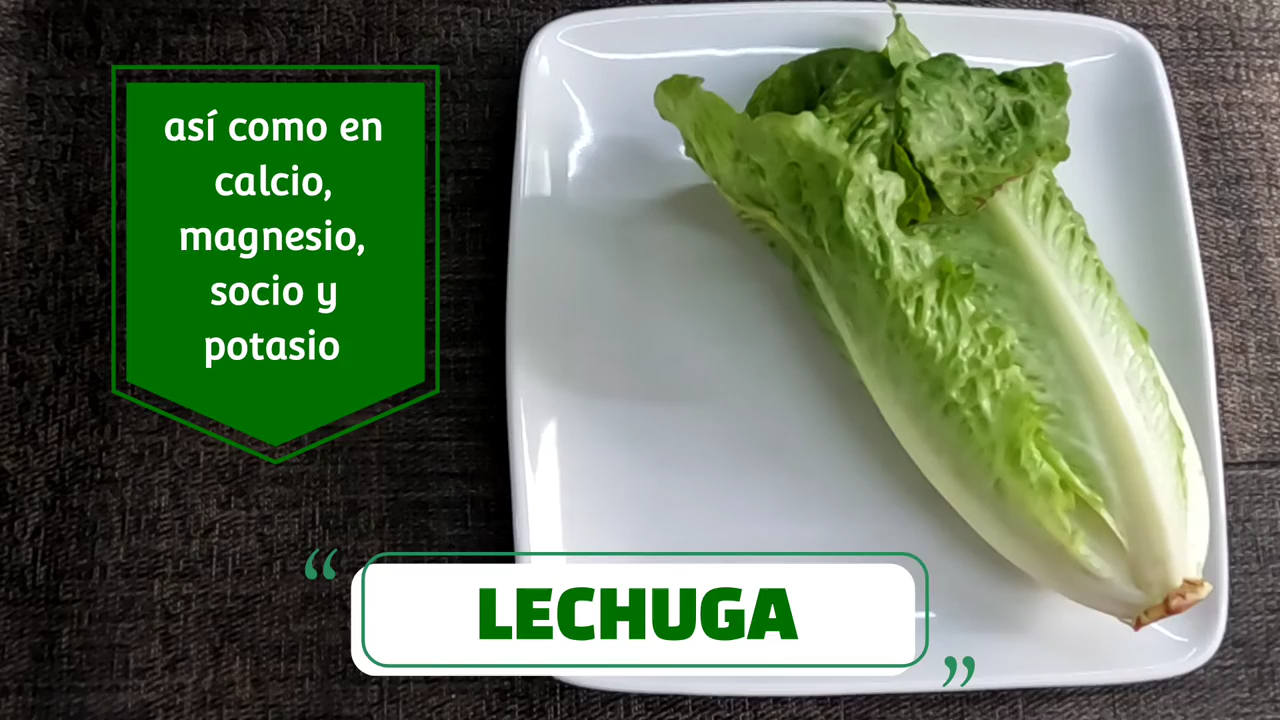 así como en
calcio,
magnesio,
socio y
potasio
“ LECHUGA ”